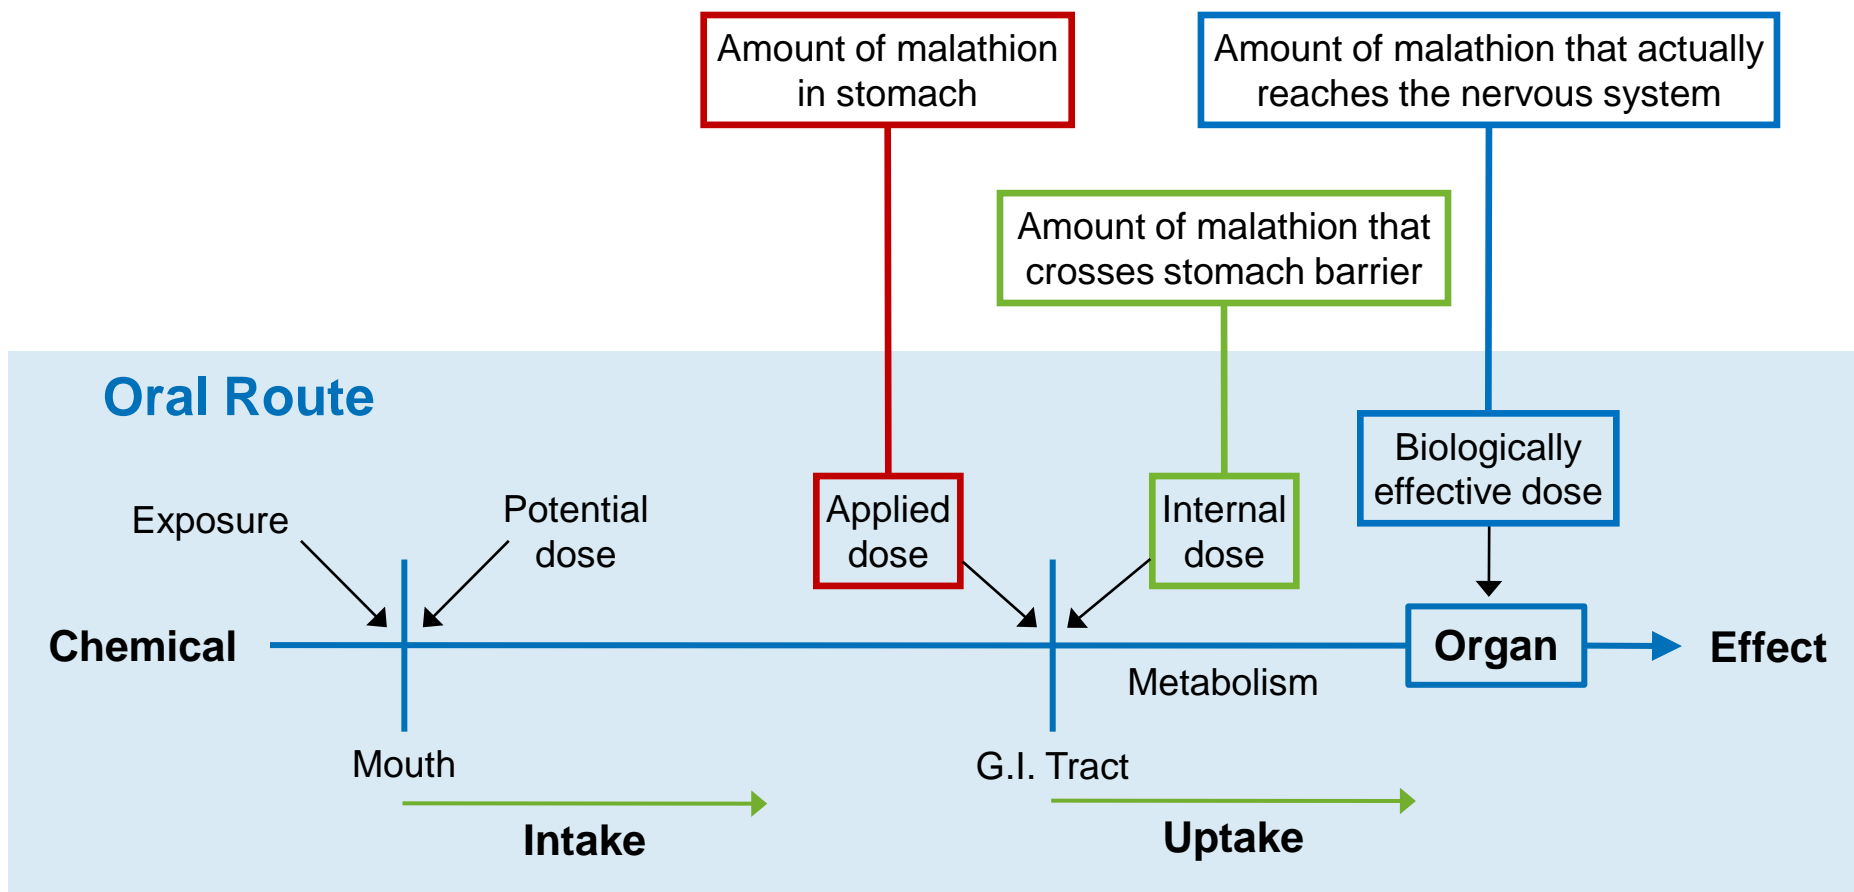 Amount of malathion
in stomach
Amount of malathion that actually
reaches the nervous system
Amount of malathion that
crosses stomach barrier
Oral Route
Exposure
Potential
dose
Applied
dose
Internal
dose
Biologically
effective dose
Chemical
Organ
Effect
Metabolism
Mouth
G.I. Tract
Intake
Uptake